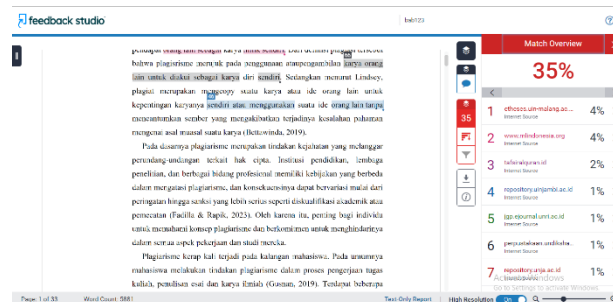 feedback studio
bab123
pendapat orang lain sebagai karya milik sendiri. Dari definisi plagiat tersebut
bahwa plagiarisme merujuk pada penggunaan atau pengambilan karya orang
lain untuk diakui sebagai karya diri sendiri. Sedangkan menurut Lindsey,
plagiat merupakan mengcopy suatu karya atau ide orang lain untuk
kepentingan karyanya sendiri atau menggunakan suatu ide orang lain tanpa
mencantumkan sember yang mengakibatkan terjadinya kesalahan pahaman
mengenai asal muasal suatu karya (Bettawinda, 2019).
Pada dasarnya plagiarisme merupakan tindakan kejahatan yang melanggar
perundang-undangan terkait hak cipta. Institusi pendidikan, lembaga
penelitian, dan berbagai bidang profesional memiliki kebijakan yang berbeda
dalam mengatasi plagiarisme, dan konsekuensinya dapat bervariasi mulai dari
peringatan hingga sanksi yang lebih serius seperti diskualifikasi akademik atau
pemecatan (Fadilla & Rapik, 2023). Oleh karena itu, penting bagi individu
untuk memahami konsep plagiarisme dan berkomitmen untuk menghindarinya
dalam semua aspek pekerjaan dan studi mereka.
Plagiarisme kerap kali terjadi pada kalangan mahasiswa. Pada umumnya
mahasiswa melakukan tindakan plagiarisme dalam proses pengerjaan tugas
kuliah, penulisan esai dan karya ilmiah (Gusnan, 2019). Terdapat beberapa
35
Match Overview
35%
1 etheses.uin-malang.ac... 4%
Internet Source
2 www.mlindonesia.org 4%
Internet Source
3 tafsiralquran.id 2%
Internet Source
4 repository.unjambi.ac.id 1%
Internet Source
5 jgp.ejournal.unri.ac.id 1%
Internet Source
6 perpustakaan.undiksha... 1%
Internet Source
7 repository.unja.ac.id 1%
Internet Source
Activate Windows
Go to Settings to activate Windows.
Page: 1 of 33
Word Count: 5881
Text-Only Report
High Resolution
On